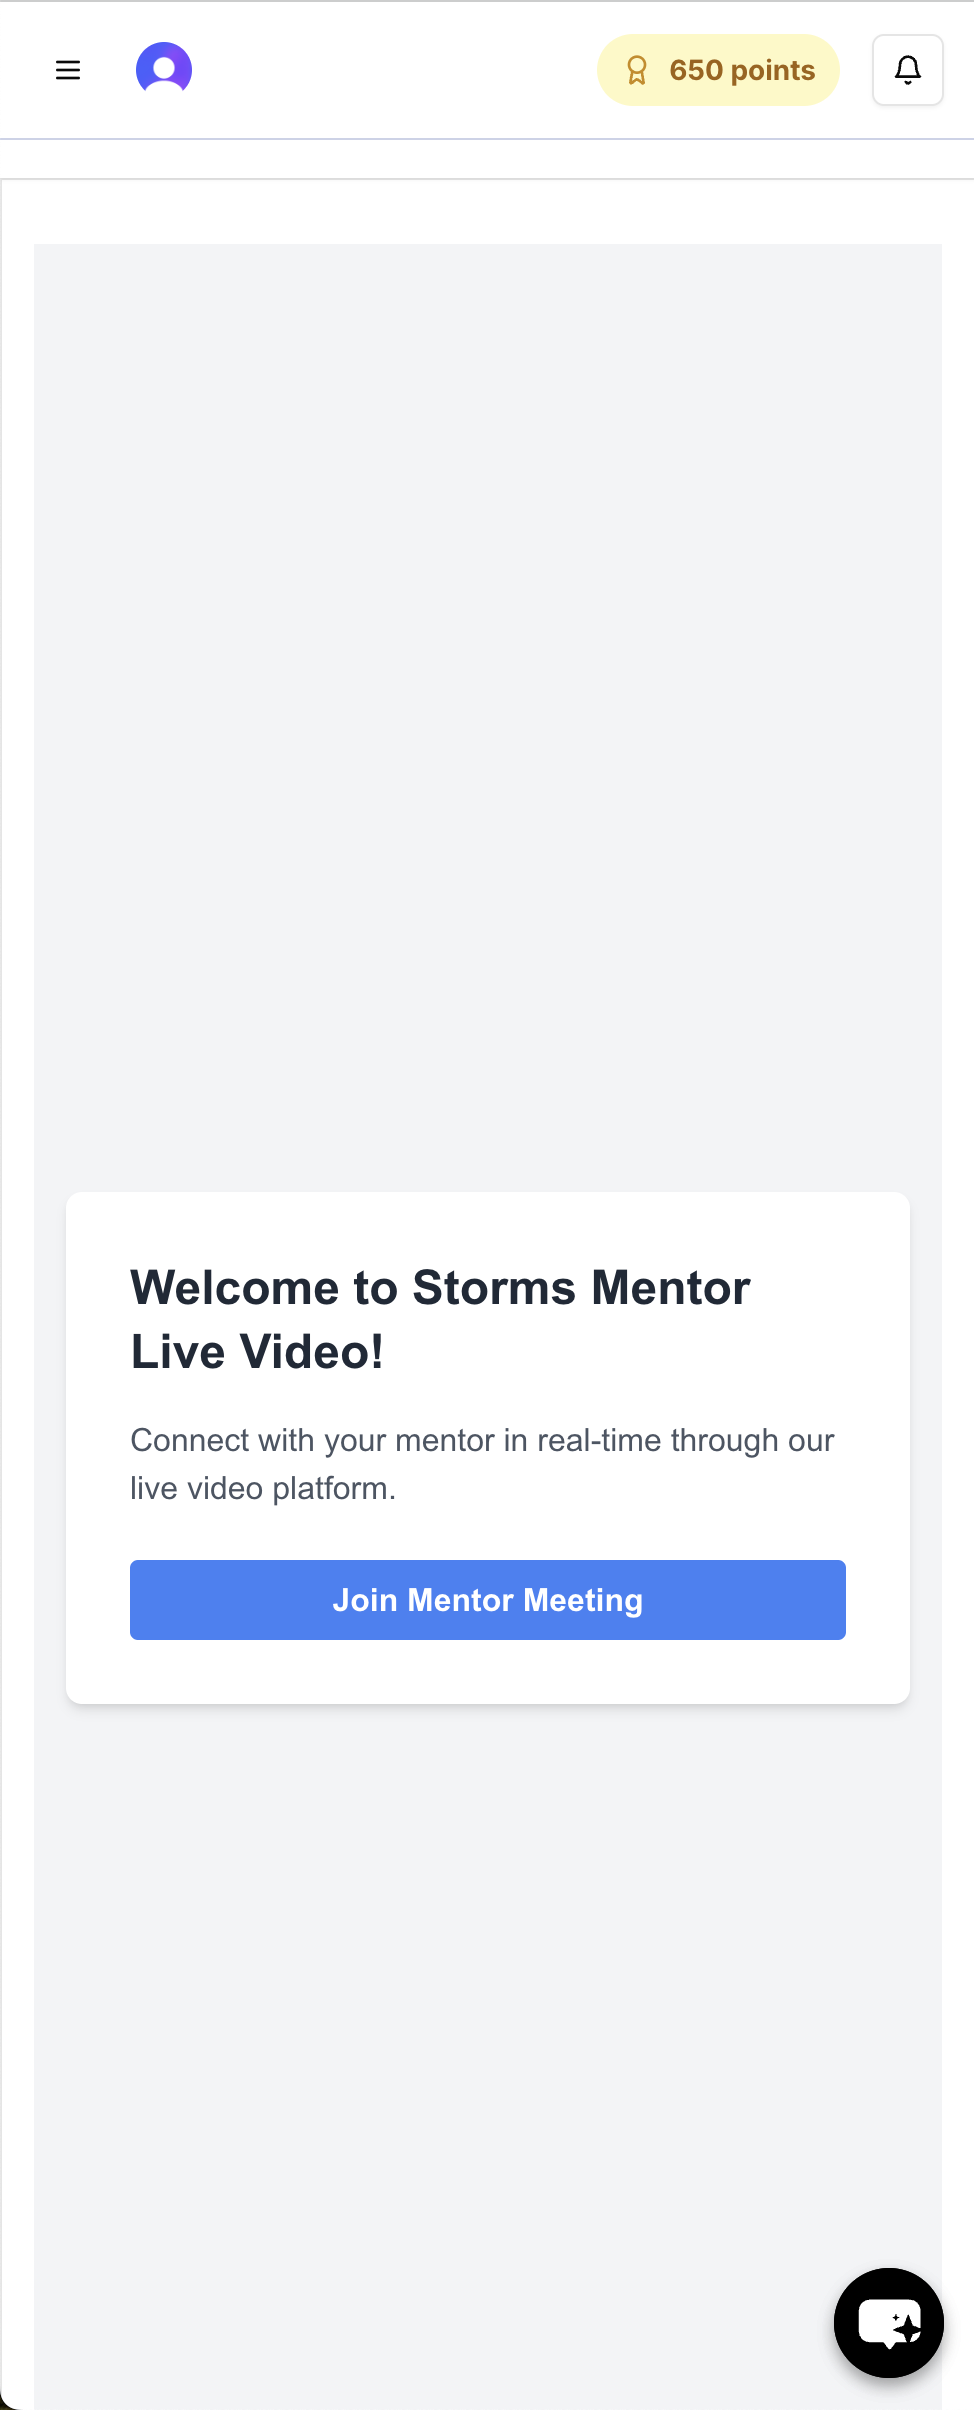 650 points
Welcome to Storms Mentor
Live Video!
Connect with your mentor in real-time through our
live video platform.
Join Mentor Meeting